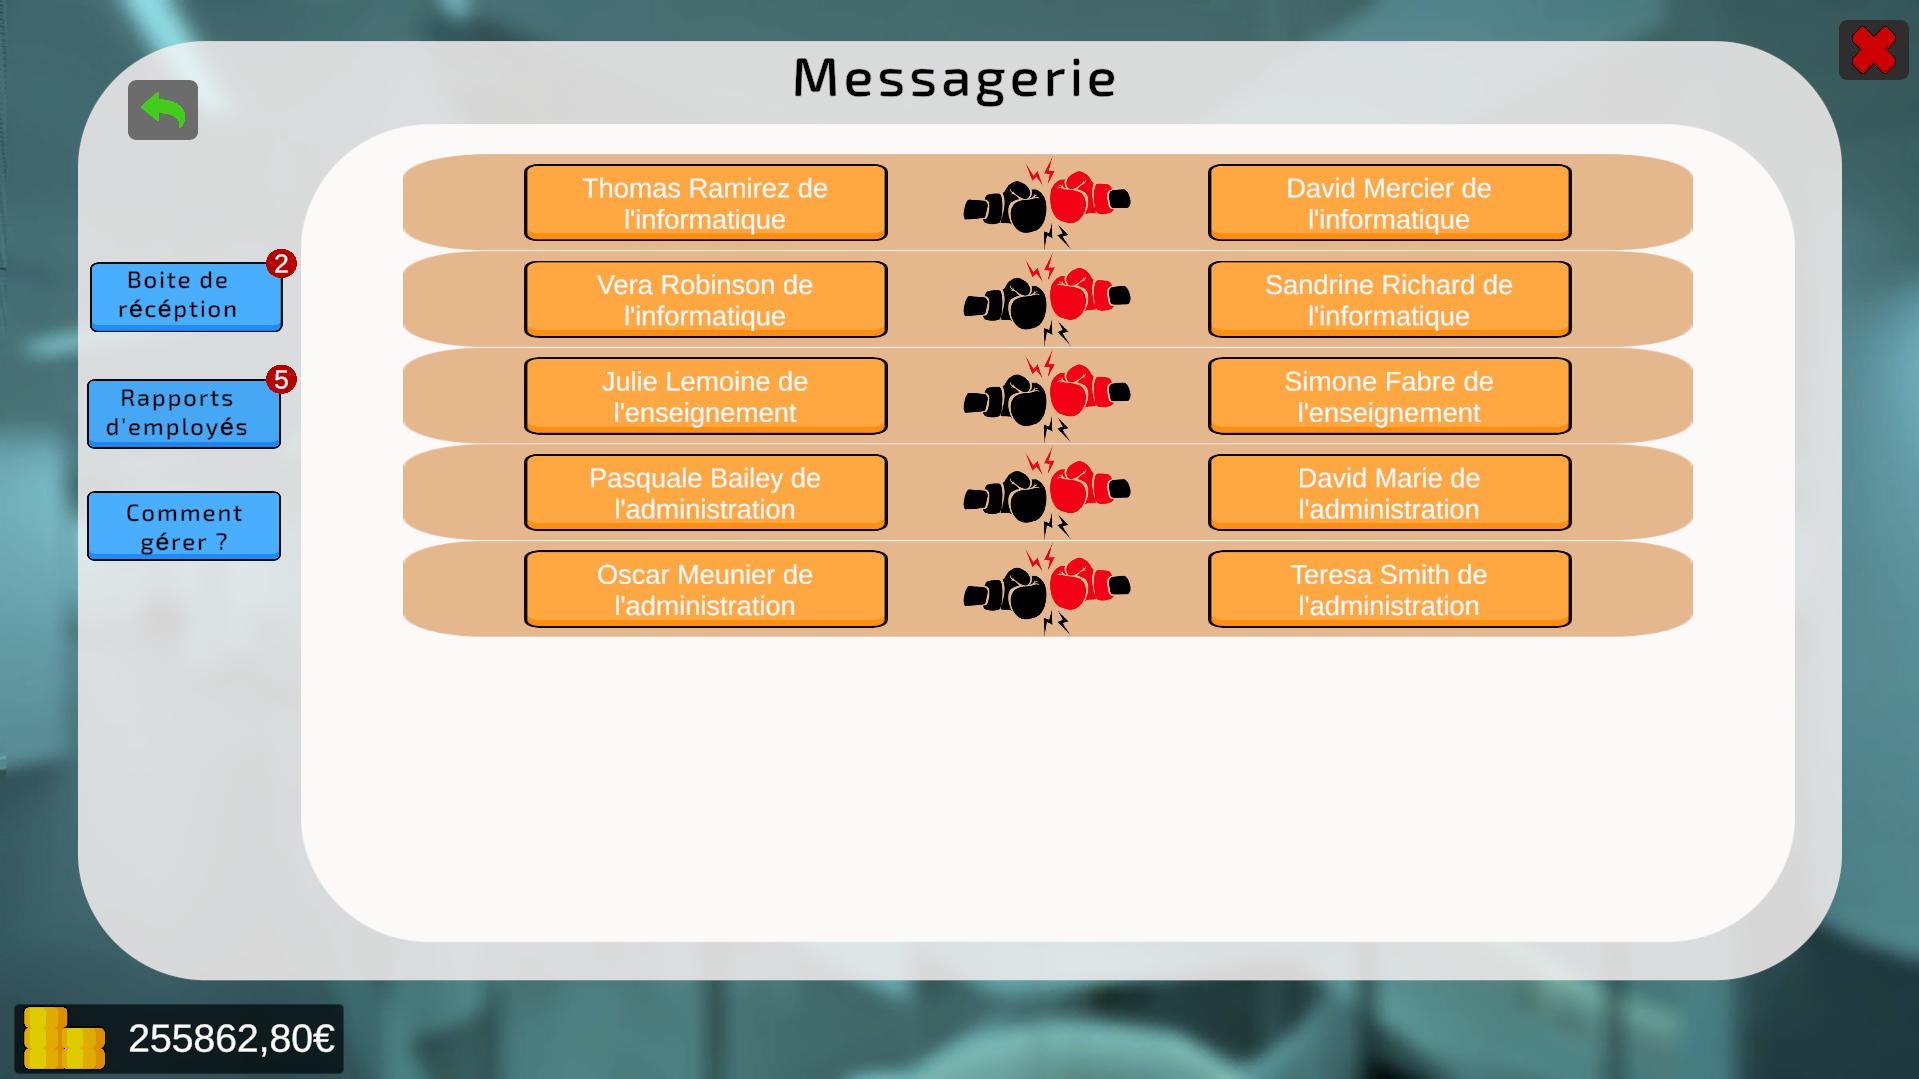 Messagerie
Boite de
récéption
2
Rapports
d'employés
5
Comment
gérer ?
Thomas Ramirez de
l'informatique
David Mercier de
l'informatique
Vera Robinson de
l'informatique
Sandrine Richard de
l'informatique
Julie Lemoine de
l'enseignement
Simone Fabre de
l'enseignement
Pasquale Bailey de
l'administration
David Marie de
l'administration
Oscar Meunier de
l'administration
Teresa Smith de
l'administration
255862,80€